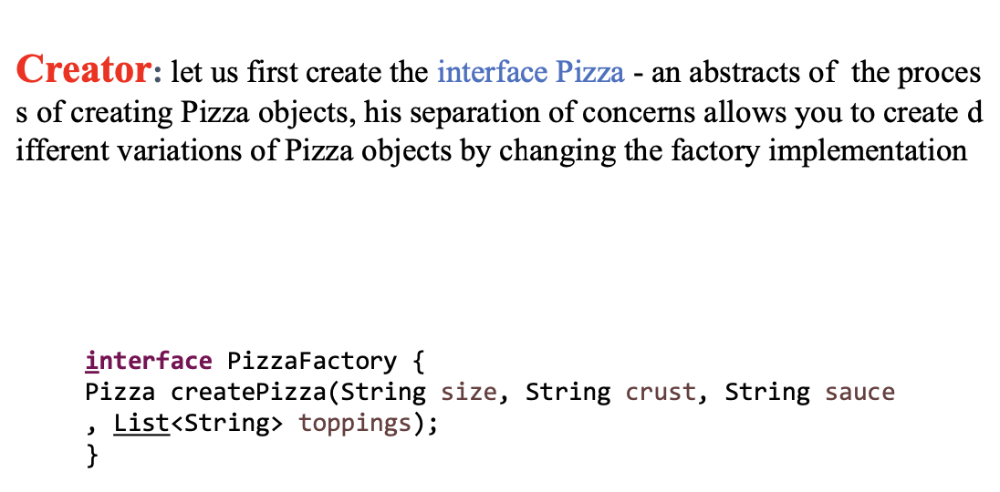 Creator: let us first create the interface Pizza - an abstracts of  the proces
s of creating Pizza objects, his separation of concerns allows you to create d
ifferent variations of Pizza objects by changing the factory implementation
interface PizzaFactory {
Pizza createPizza(String size, String crust, String sauce
, List<String> toppings);
}